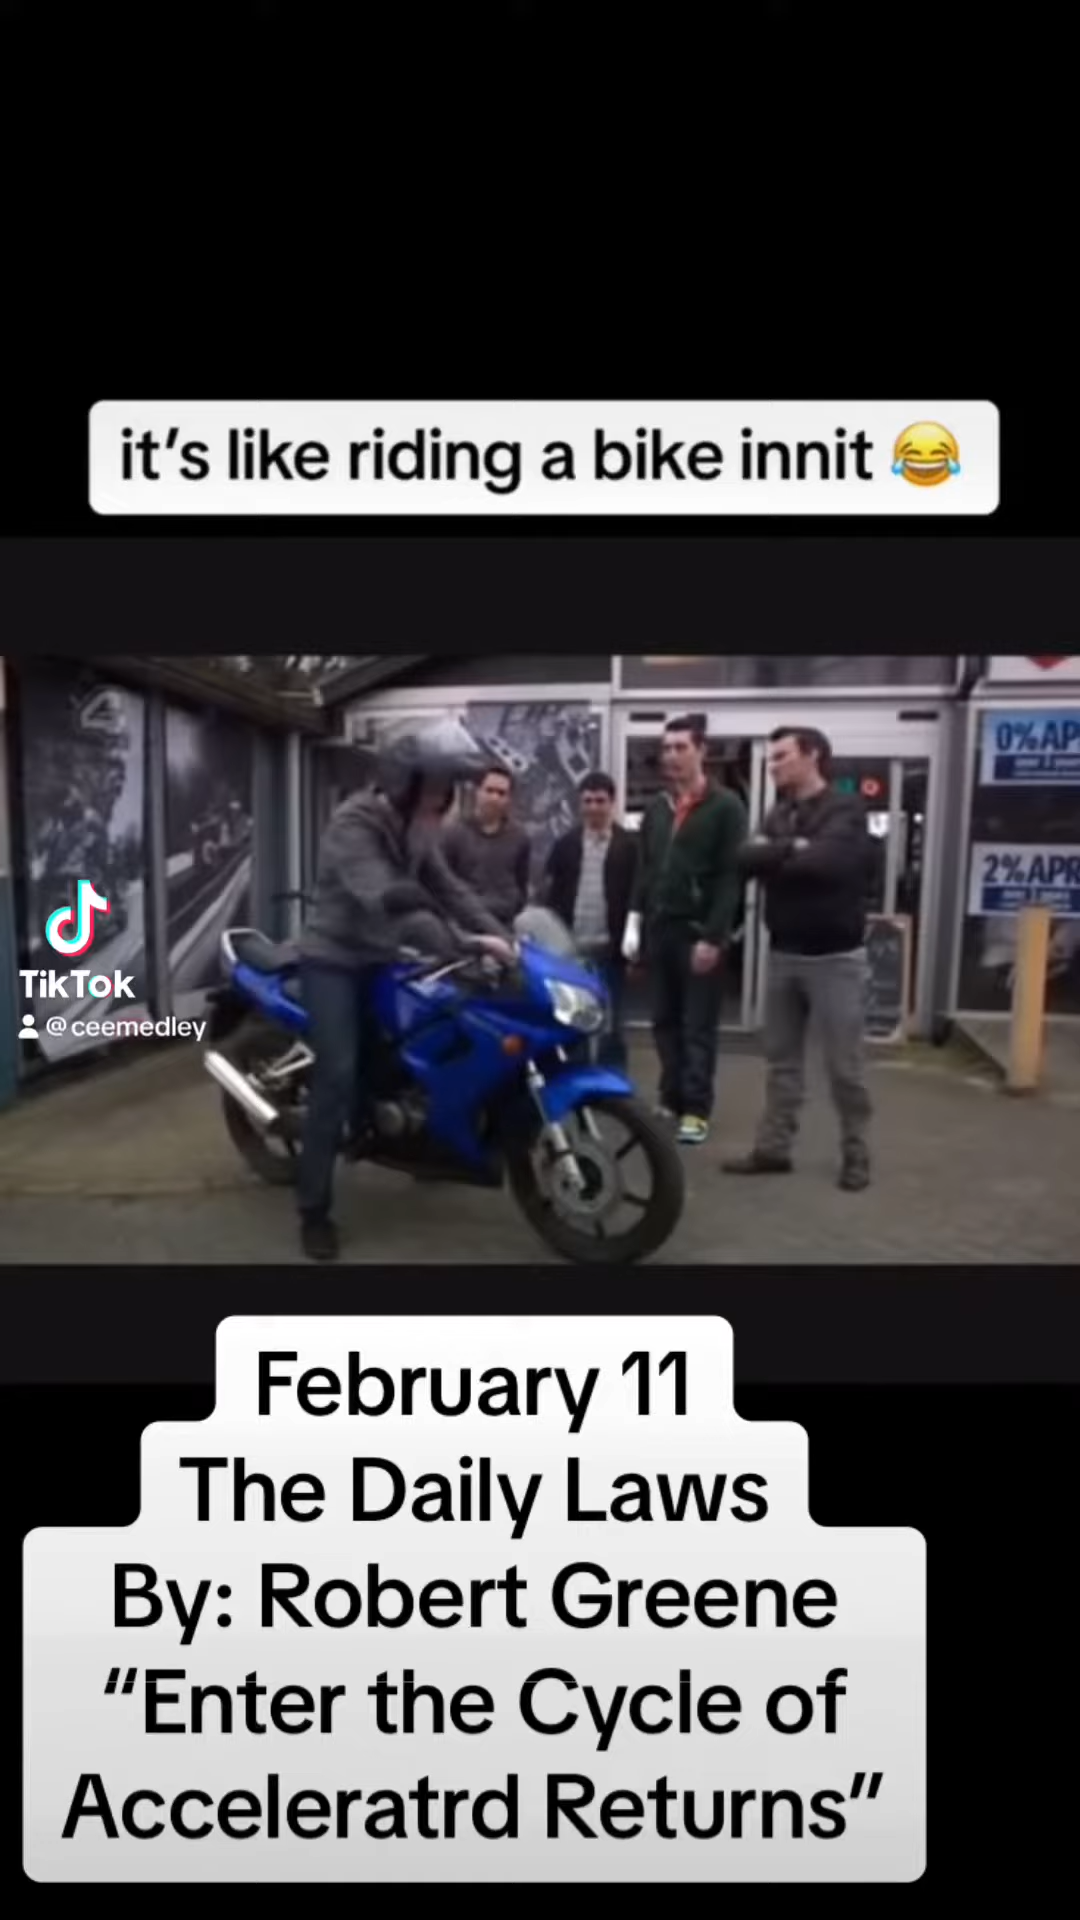 it’s like riding a bike innit 😂
4
0%AP
2%APR
TikTok
@ceemedley
February 11
The Daily Laws
By: Robert Greene
“Enter the Cycle of
Acceleratrd Returns”